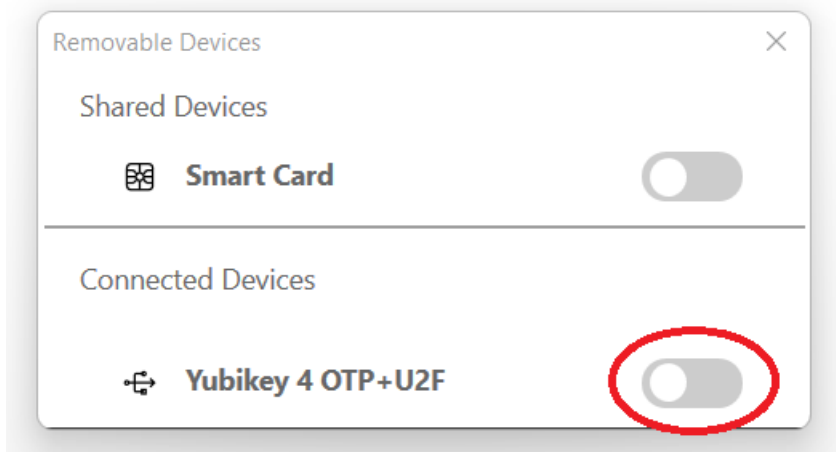 Removable Devices
Shared Devices
Smart Card
Connected Devices
Yubikey 4 OTP+U2F